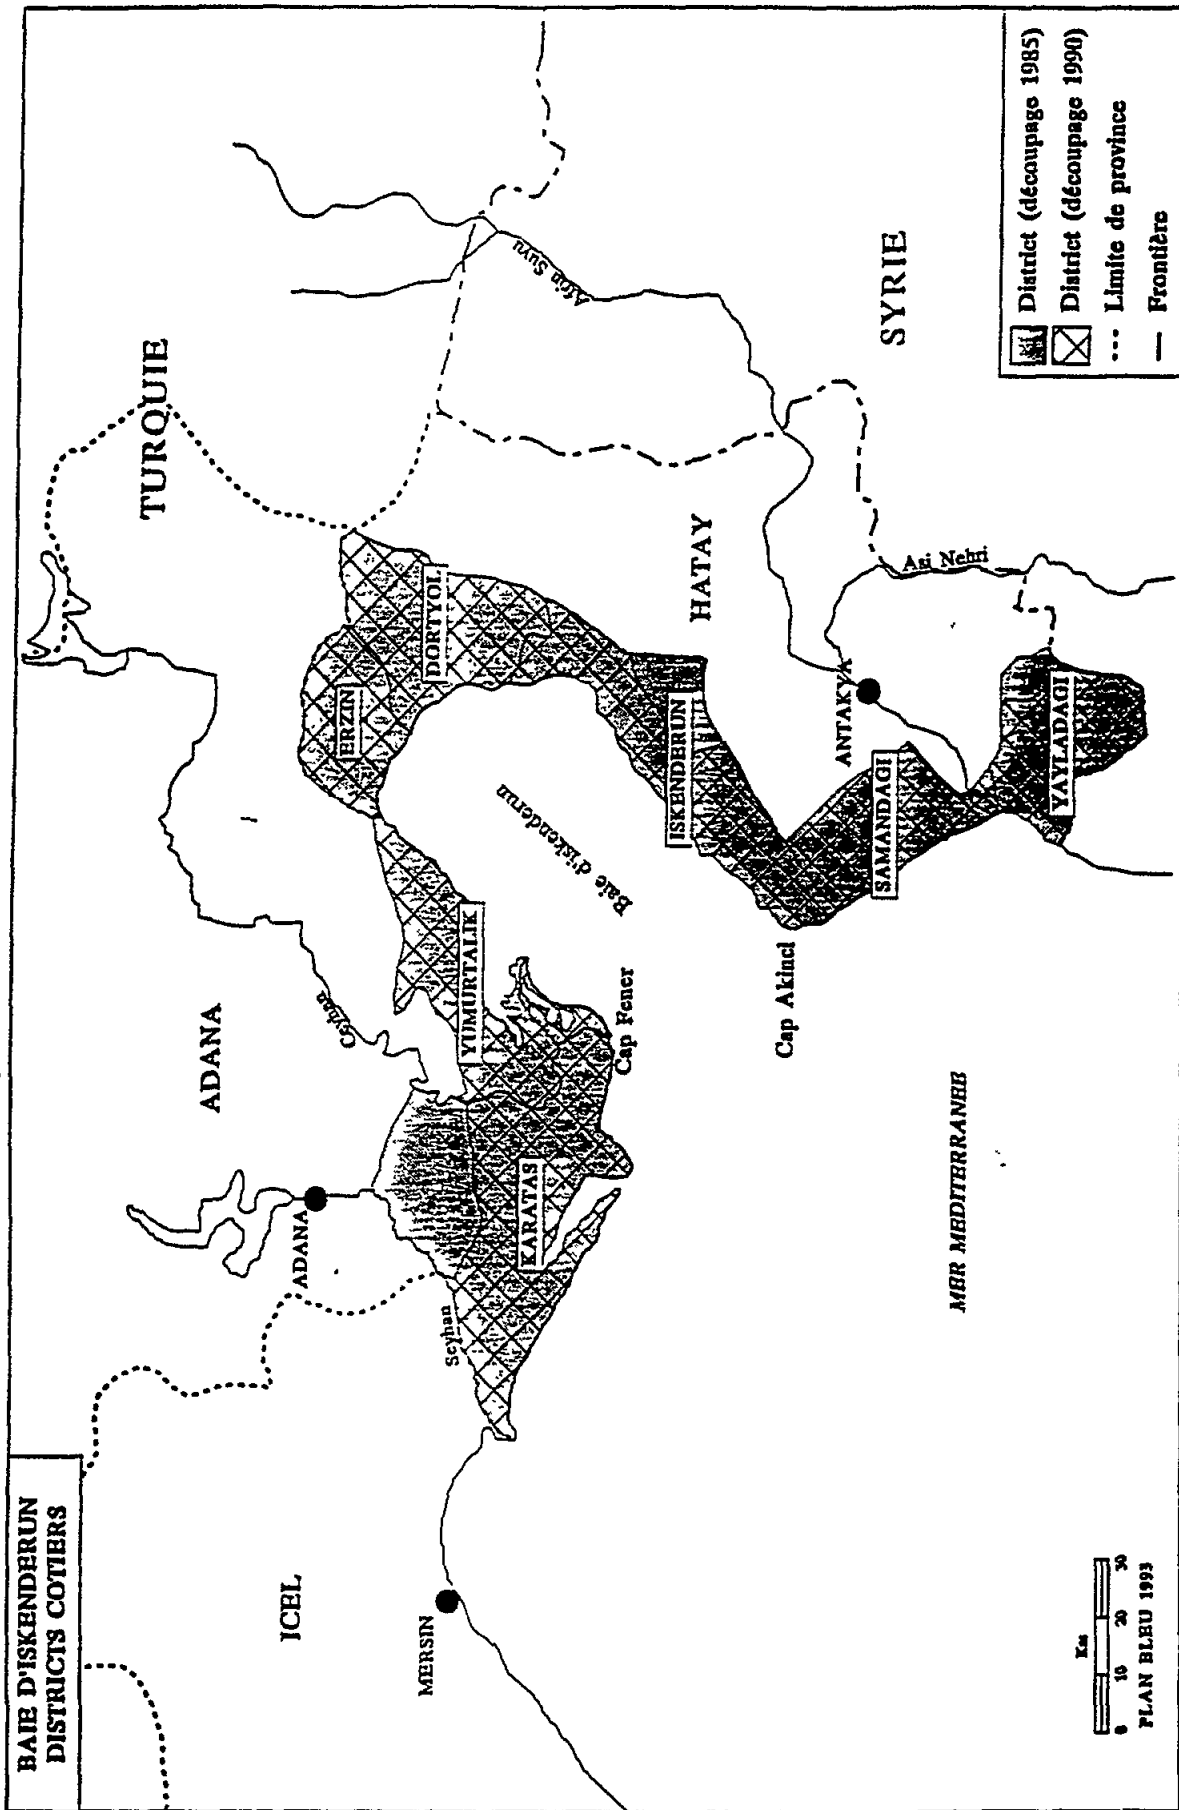 BAIE D'ISKENDERUN
DISTRICTS COTIERS
TURQUIE
ADANA
ICEL
ADANA
Ceyhan
Seyhan
MERSIN
ERZIN
DORTYOL
YUMURTALIK
KARATAS
Cap Fener
Baie d'iskenderun
ISKENDERUN
HATAY
Afrin Suyu
SYRIE
Asi Nehri
ANTAKYA
SAMANDAGI
YAYLADAGI
Cap Akinci
MER MEDITERRANEE
Km
0 10 20 30
PLAN BLEU 1993
District (découpage 1985)
District (découpage 1990)
Limite de province
Frontière